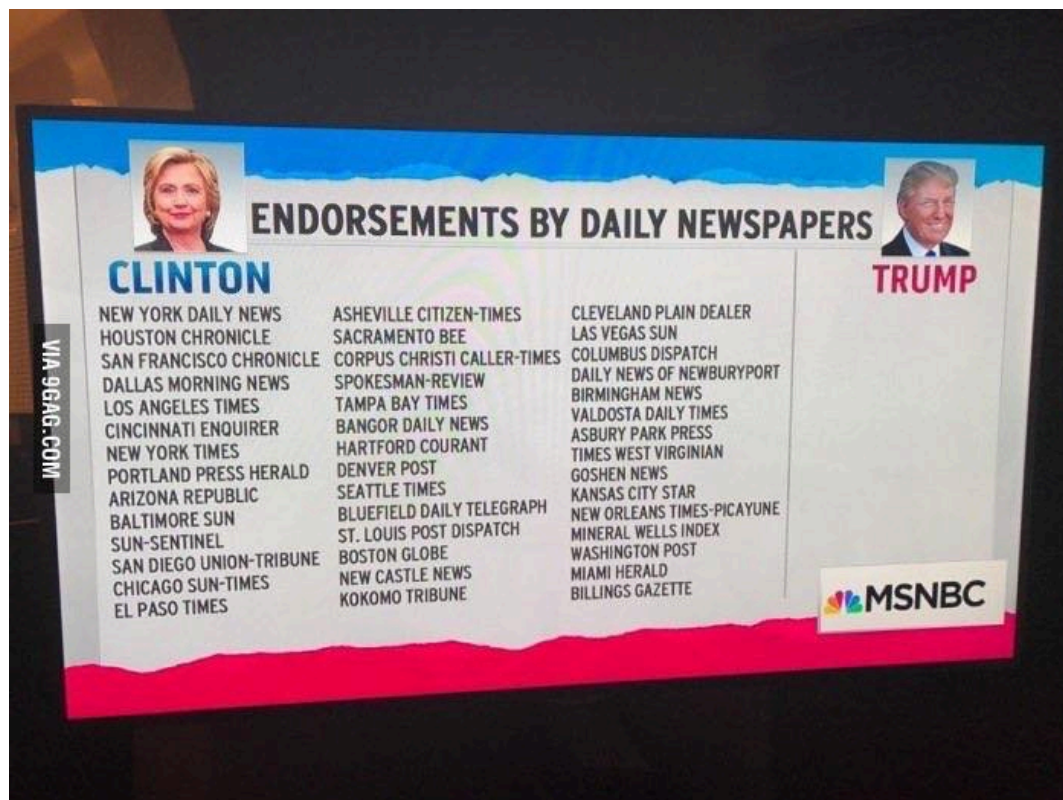 ENDORSEMENTS BY DAILY NEWSPAPERS
CLINTON
NEW YORK DAILY NEWS
HOUSTON CHRONICLE
SAN FRANCISCO CHRONICLE
DALLAS MORNING NEWS
LOS ANGELES TIMES
CINCINNATI ENQUIRER
NEW YORK TIMES
PORTLAND PRESS HERALD
ARIZONA REPUBLIC
BALTIMORE SUN
SUN-SENTINEL
SAN DIEGO UNION-TRIBUNE
CHICAGO SUN-TIMES
EL PASO TIMES
ASHEVILLE CITIZEN-TIMES
SACRAMENTO BEE
CORPUS CHRISTI CALLER-TIMES
SPOKESMAN-REVIEW
TAMPA BAY TIMES
BANGOR DAILY NEWS
HARTFORD COURANT
DENVER POST
SEATTLE TIMES
BLUEFIELD DAILY TELEGRAPH
ST. LOUIS POST DISPATCH
BOSTON GLOBE
NEW CASTLE NEWS
KOKOMO TRIBUNE
CLEVELAND PLAIN DEALER
LAS VEGAS SUN
COLUMBUS DISPATCH
DAILY NEWS OF NEWBURYPORT
BIRMINGHAM NEWS
VALDOSTA DAILY TIMES
ASBURY PARK PRESS
TIMES WEST VIRGINIAN
GOSHEN NEWS
KANSAS CITY STAR
NEW ORLEANS TIMES-PICAYUNE
MINERAL WELLS INDEX
WASHINGTON POST
MIAMI HERALD
BILLINGS GAZETTE
TRUMP
MSNBC
VIA 9GAG.COM